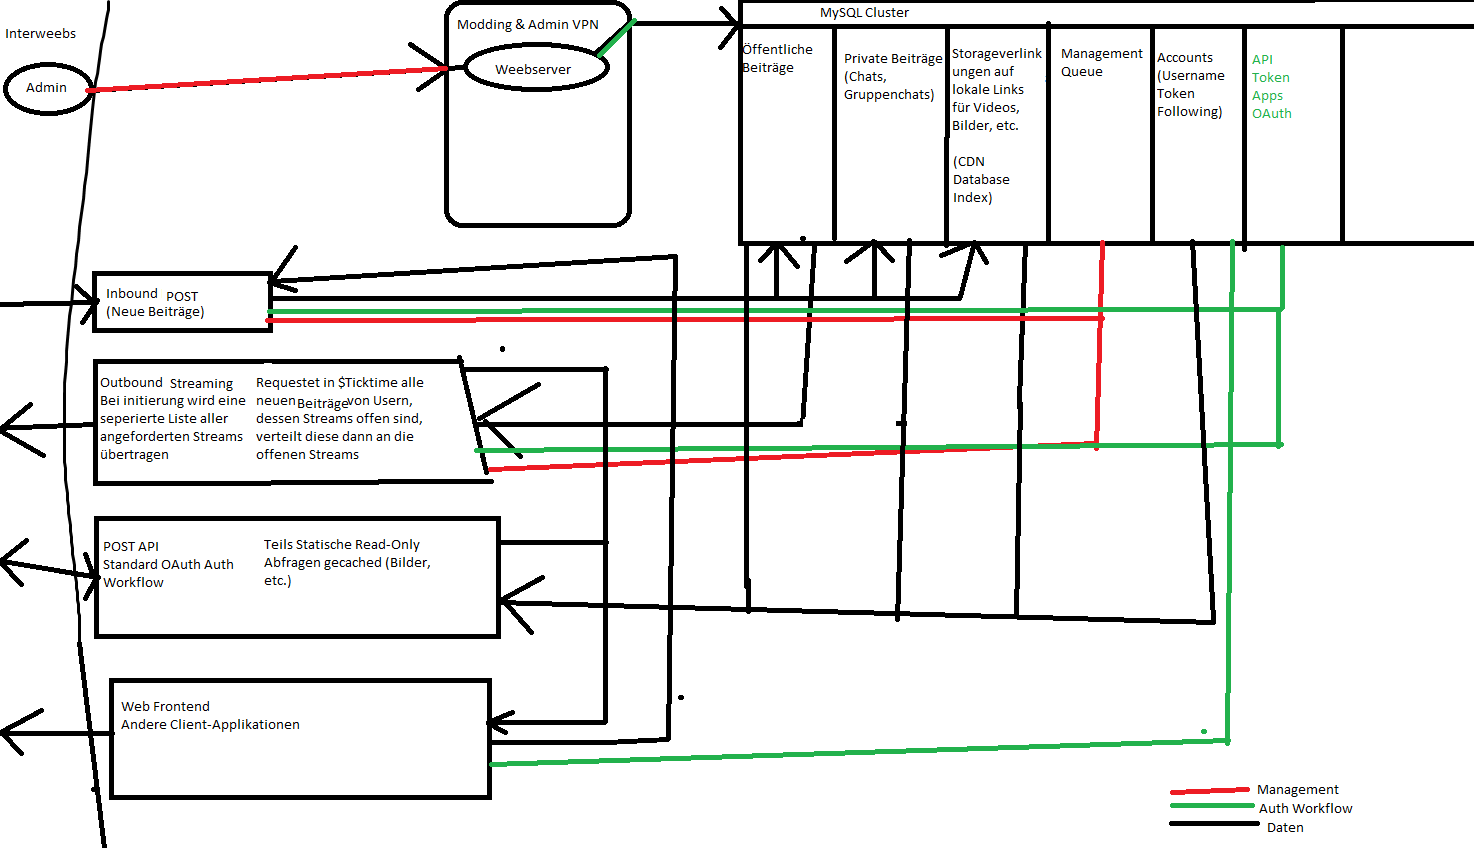 Interweebs
Admin
Modding & Admin VPN
Weebserver
MySQL Cluster
Öffentliche
Beiträge
Private Beiträge
(Chats,
Gruppenchats)
Storageverlink
ungen auf
lokale Links
für Videos,
Bilder, etc.
(CDN
Database
Index)
Management
Queue
Accounts
(Username
Token
Following)
API
Token
Apps
OAuth
Inbound POST
(Neue Beiträge)
Outbound Streaming
Bei initierung wird eine
seperierte Liste aller
angeforderten Streams
übertragen
Requestet in $Ticktime alle
neuen Beiträge von Usern,
dessen Streams offen sind,
verteilt diese dann an die
offenen Streams
POST API
Standard OAuth Auth
Workflow
Teils Statische Read-Only
Abfragen gecached (Bilder,
etc.)
Web Frontend
Andere Client-Applikationen
Management
Auth Workflow
Daten